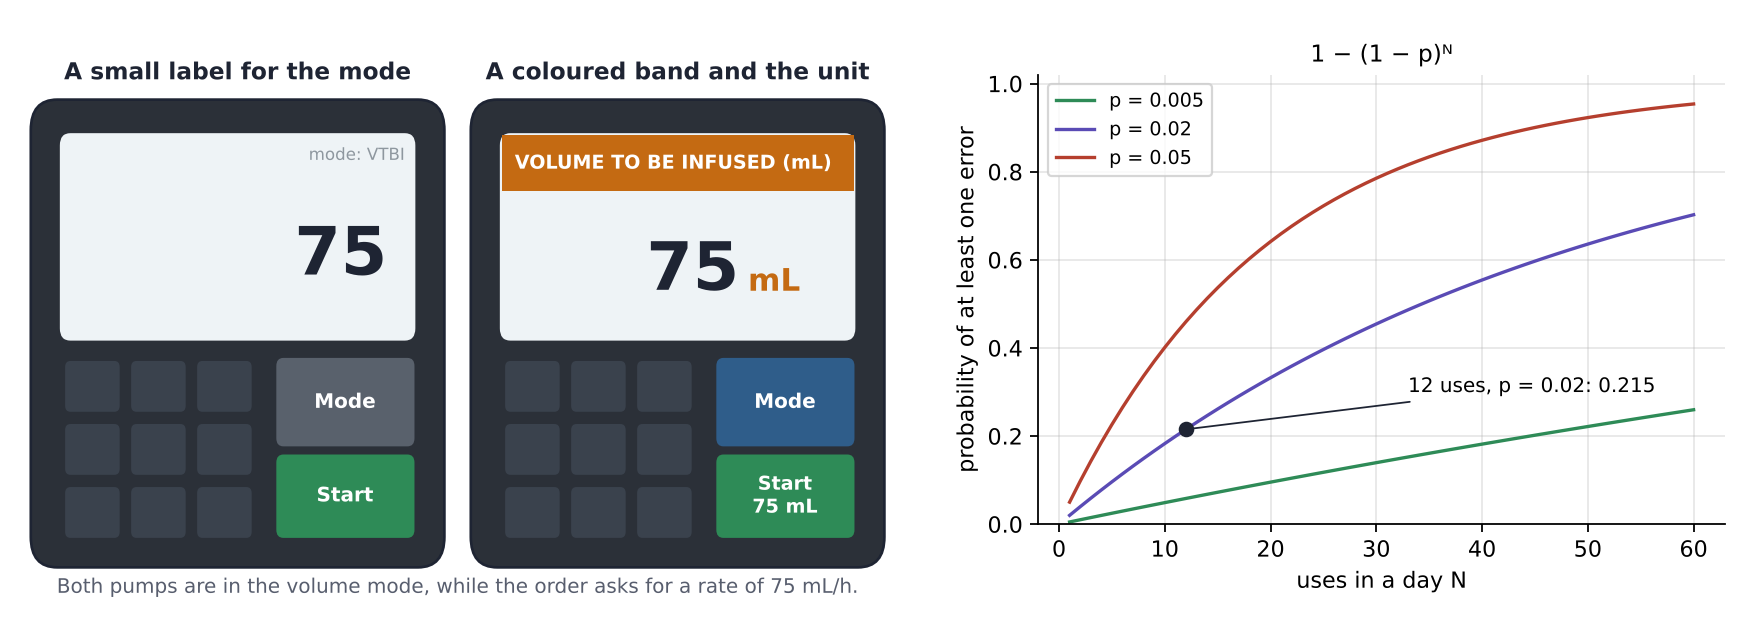 A small label for the mode
mode: VTBI
75
Mode
Start
A coloured band and the unit
VOLUME TO BE INFUSED (mL)
75 mL
Mode
Start
75 mL
Both pumps are in the volume mode, while the order asks for a rate of 75 mL/h.
1 − (1 − p)ᴺ
p = 0.005
p = 0.02
p = 0.05
12 uses, p = 0.02: 0.215
probability of at least one error
1.0
0.8
0.6
0.4
0.2
0.0
0 10 20 30 40 50 60
uses in a day N